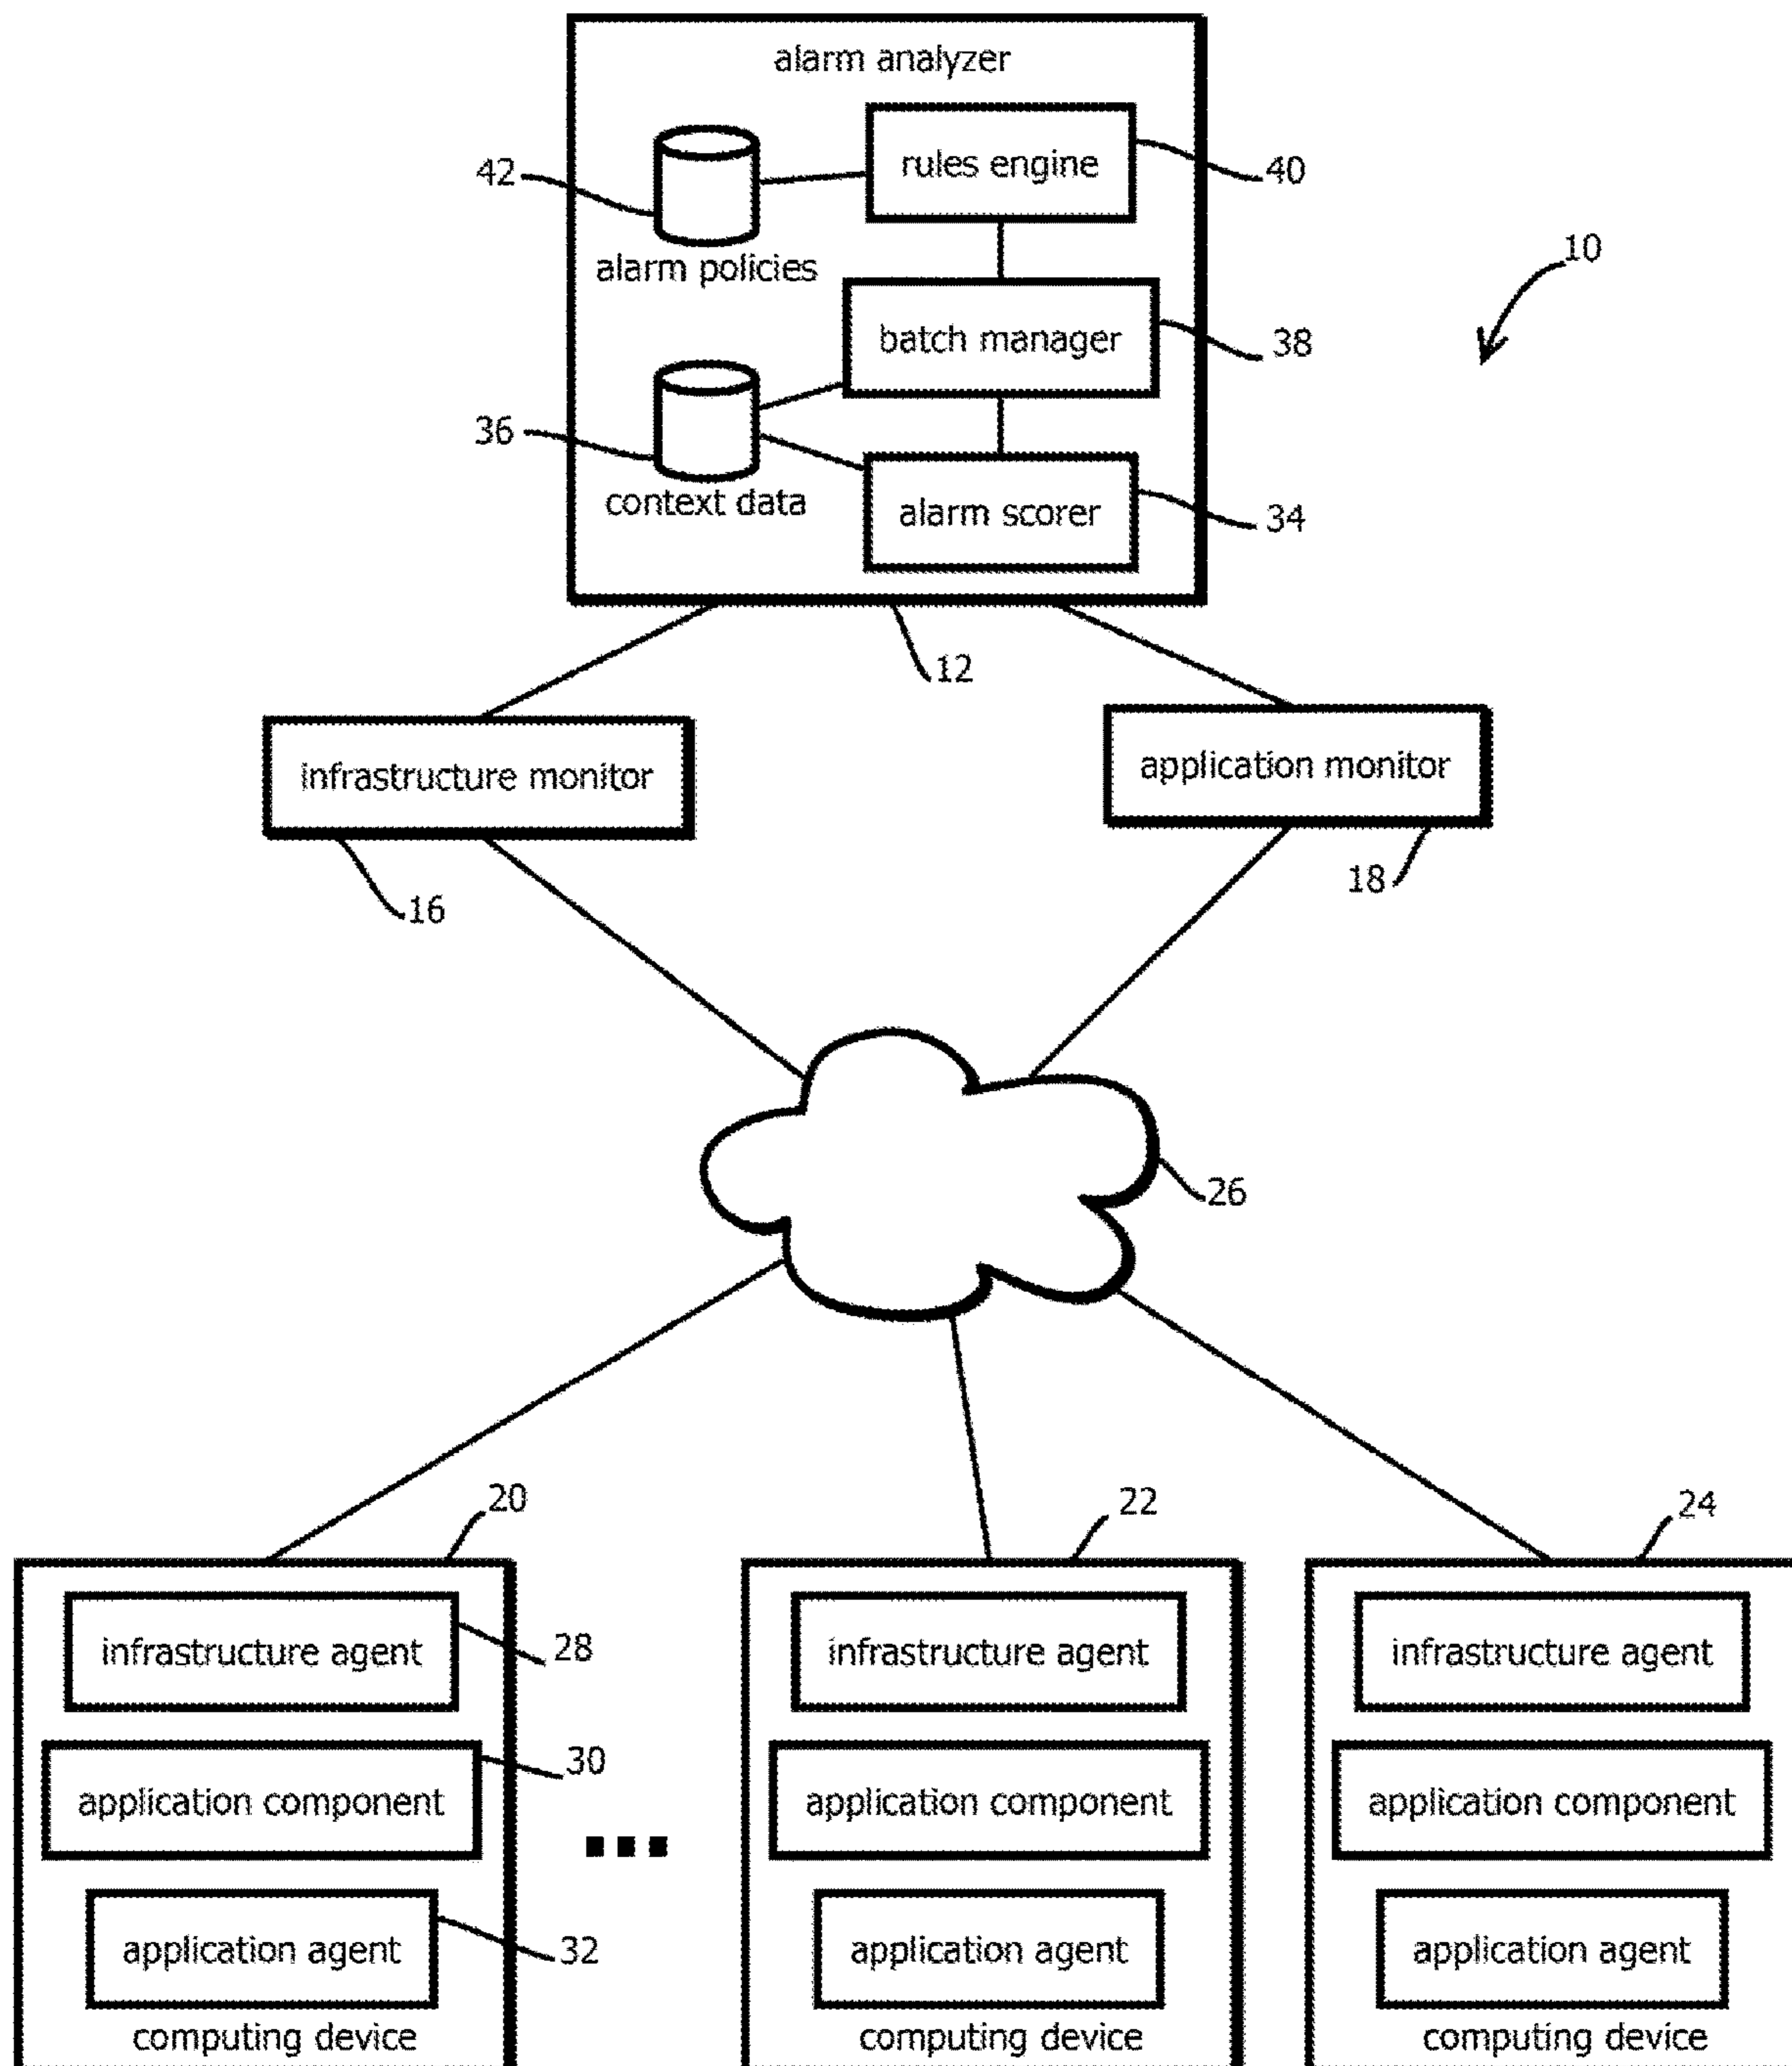 alarm analyzer
rules engine
42
40
alarm policies
10
batch manager
38
36
context data
alarm scorer
34
12
infrastructure monitor
application monitor
16
18
26
20
22
24
infrastructure agent
28
infrastructure agent
infrastructure agent
30
application component
application component
application component
application agent
32
application agent
application agent
computing device
computing device
computing device